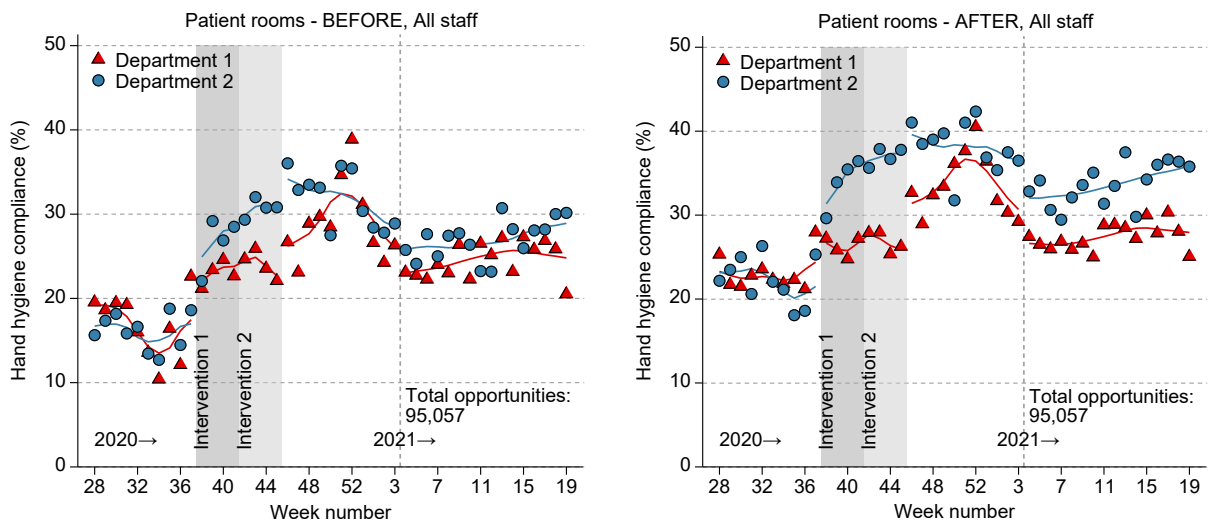 Patient rooms - BEFORE, All staff
Hand hygiene compliance (%)
50
40
30
20
10
0
Department 1
Department 2
Intervention 1
Intervention 2
Total opportunities:
95,057
2020→
2021→
28 32 36 40 44 48 52 3 7 11 15 19
Week number
Patient rooms - AFTER, All staff
Hand hygiene compliance (%)
50
40
30
20
10
0
Department 1
Department 2
Intervention 1
Intervention 2
Total opportunities:
95,057
2020→
2021→
28 32 36 40 44 48 52 3 7 11 15 19
Week number